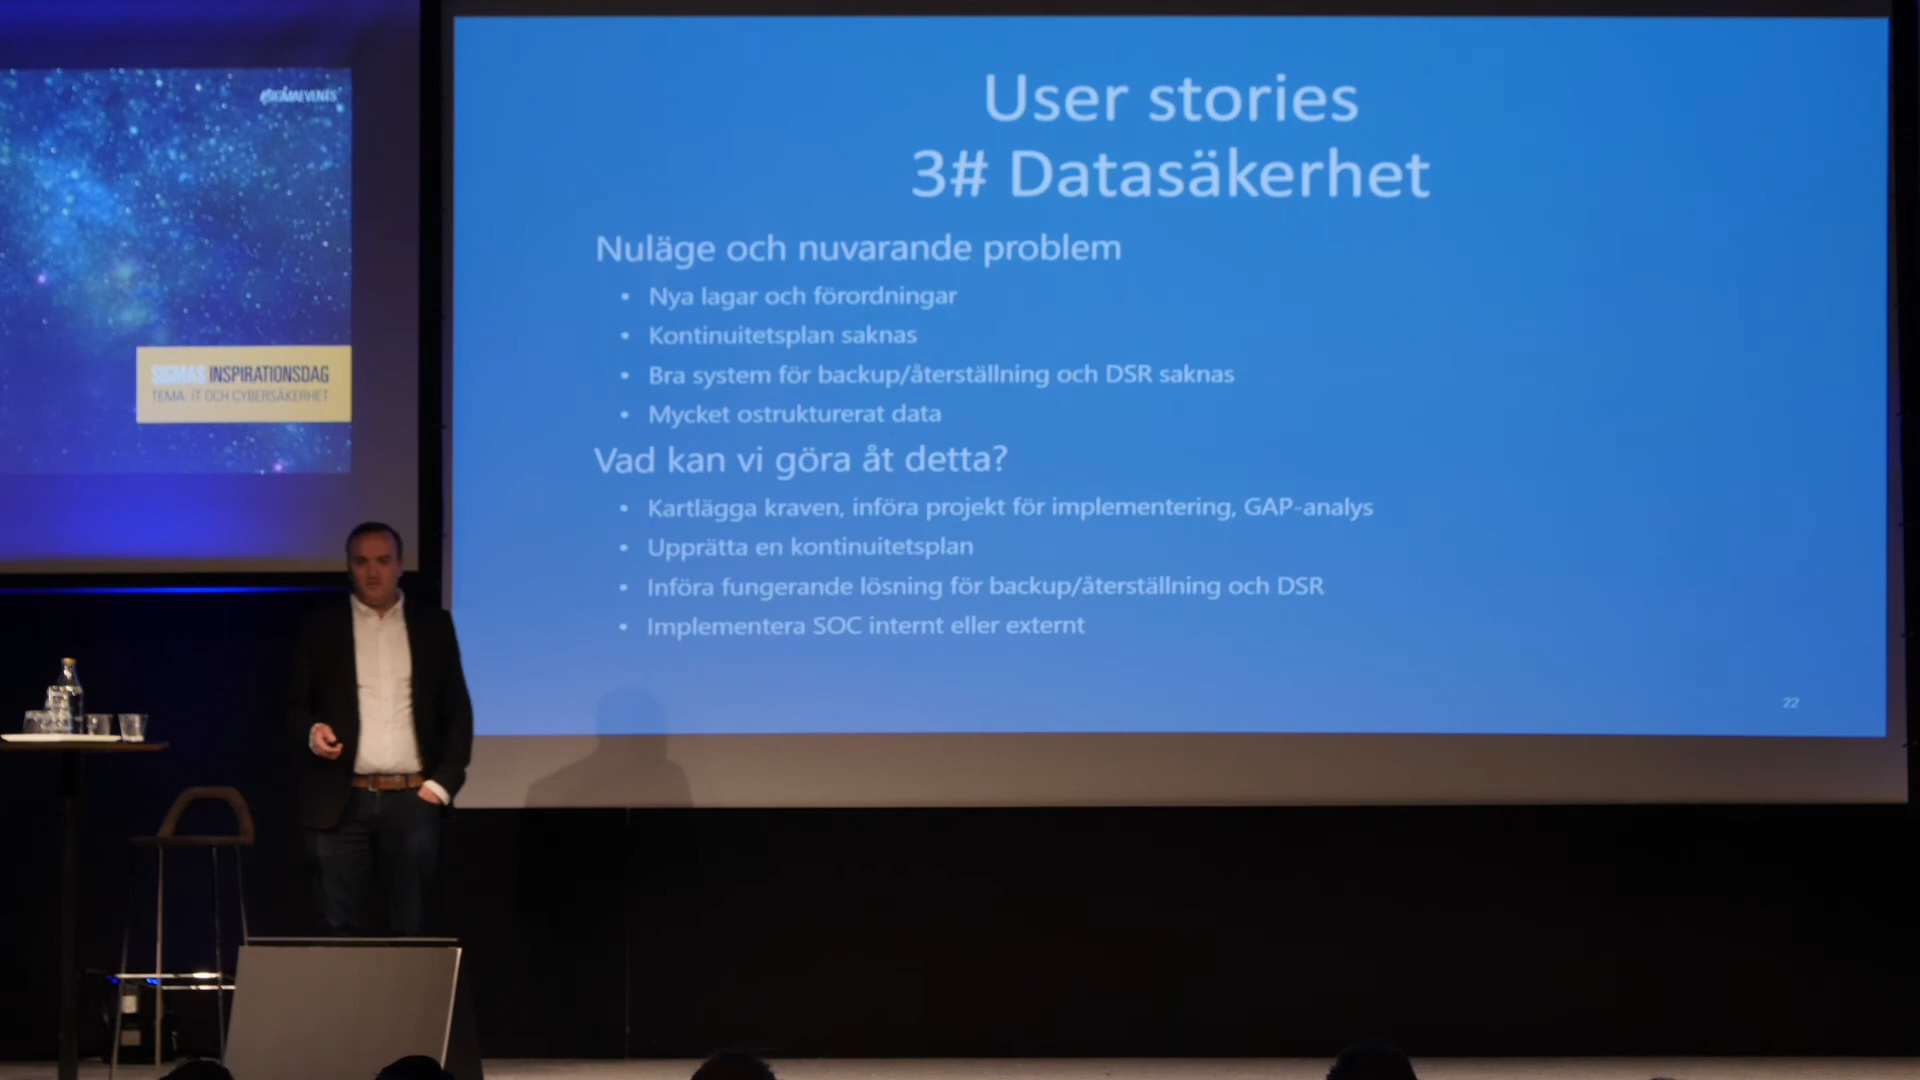 SIGMAS INSPIRATIONSDAG
TEMA: IT OCH CYBERSÄKERHET
User stories
3# Datasäkerhet
Nuläge och nuvarande problem
• Nya lagar och förordningar
• Kontinuitetsplan saknas
• Bra system för backup/återställning och DSR saknas
• Mycket ostrukturerat data
Vad kan vi göra åt detta?
• Kartlägga kraven, införa projekt för implementering, GAP-analys
• Upprätta en kontinuitetsplan
• Införa fungerande lösning för backup/återställning och DSR
• Implementera SOC internt eller externt
22